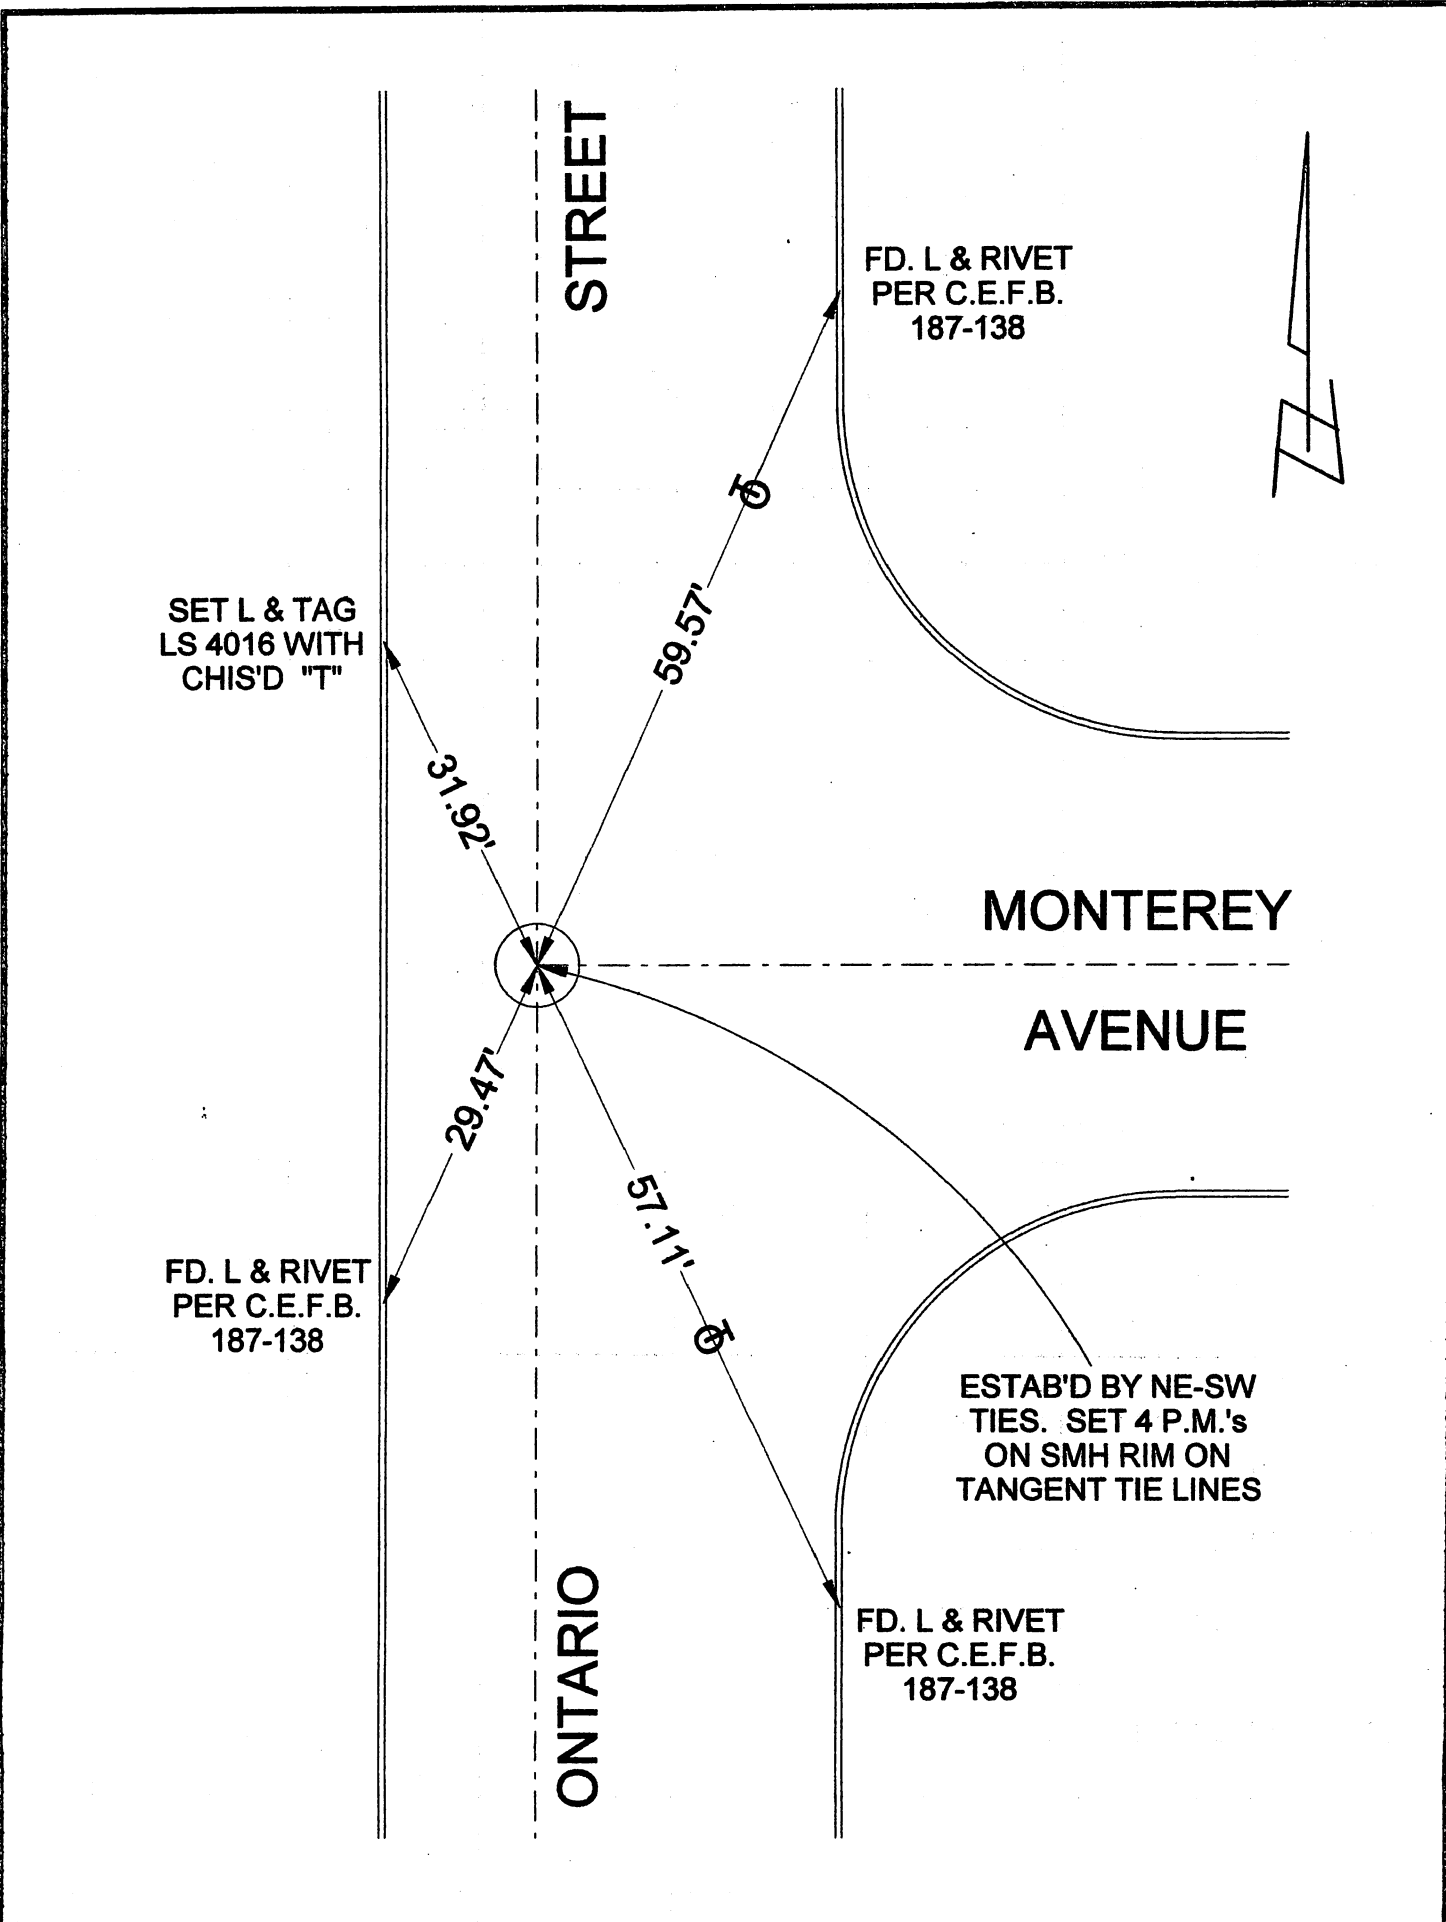 STREET
FD. L & RIVET
PER C.E.F.B.
187-138
SET L & TAG
LS 4016 WITH
CHIS'D "T"
59.57'
31.92'
MONTEREY
AVENUE
29.47'
57.11'
FD. L & RIVET
PER C.E.F.B.
187-138
ESTAB'D BY NE-SW
TIES. SET 4 P.M.'s
ON SMH RIM ON
TANGENT TIE LINES
ONTARIO
FD. L & RIVET
PER C.E.F.B.
187-138